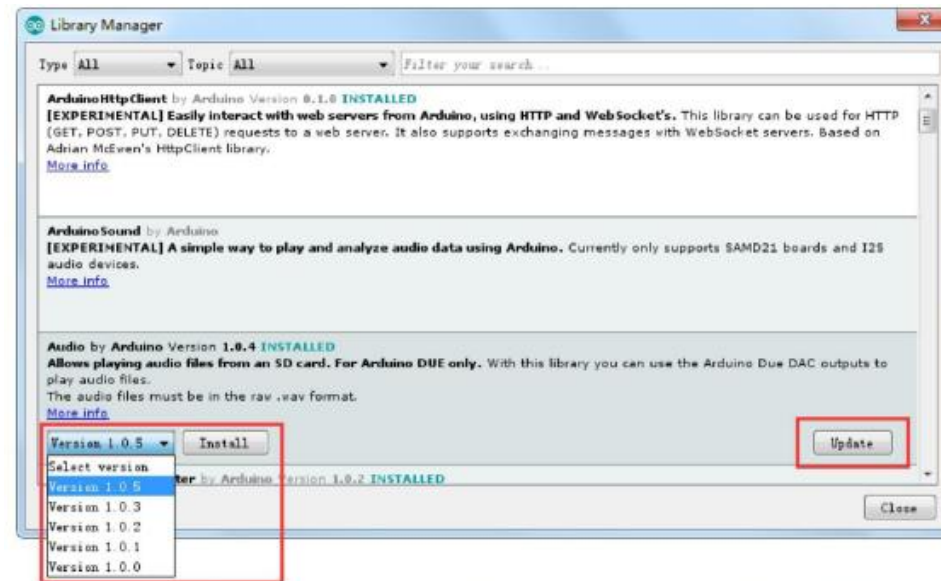 Library Manager
Type All Topic All Filter your search...
ArduinoHttpClient by Arduino Version 0.1.0 INSTALLED
[EXPERIMENTAL] Easily interact with web servers from Arduino, using HTTP and WebSocket's. This library can be used for HTTP
(GET, POST, PUT, DELETE) requests to a web server. It also supports exchanging messages with WebSocket servers. Based on
Adrian McEwen's HttpClient library.
More info
ArduinoSound by Arduino
[EXPERIMENTAL] A simple way to play and analyze audio data using Arduino. Currently only supports SAMD21 boards and I2S
audio devices.
More info
Audio by Arduino Version 1.0.4 INSTALLED
Allows playing audio files from an SD card. For Arduino DUE only. With this library you can use the Arduino Due DAC outputs to
play audio files.
The audio files must be in the raw .wav format.
More info
Version 1.0.5 Install Update
Select version
Version 1.0.5 ter by Arduino Version 1.0.2 INSTALLED
Version 1.0.3
Close
Version 1.0.2
Version 1.0.1
Version 1.0.0